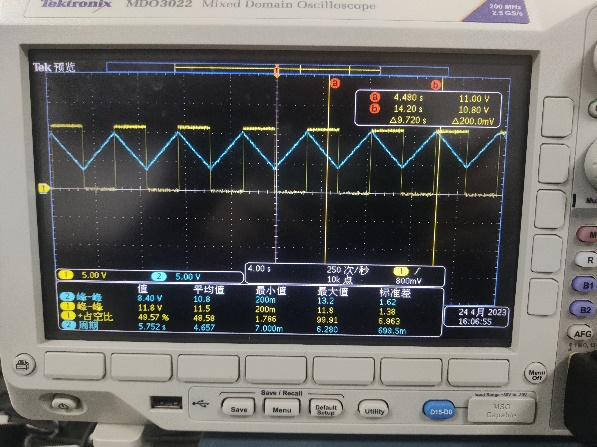 Tektronix MDO3022 Mixed Domain Oscilloscope
200 MHz
2.5 GS/s
Tek 预览
a
b
a 4.480 s 11.00 V
b 14.20 s 10.80 V
Δ9.720 s Δ200.0mV
1
1 5.00 V 2 5.00 V
4.00 s 250 次/秒 1
10k 点 800mV
值 平均值 最小值 最大值 标准差
2 峰-峰 8.40 V 10.8 200m 13.2 1.62
1 峰-峰 11.8 V 11.5 200m 11.8 1.38
1 +占空比 49.57 % 48.58 1.786 99.91 6.963
2 周期 5.752 s 4.657 7.000m 6.280 698.5m
24 4月 2023
16:06:55
M
R
B1
B2
AFG
Menu
Off
Save / Recall
Save
Menu
Default
Setup
Utility
D15-D0
MSO
Capable